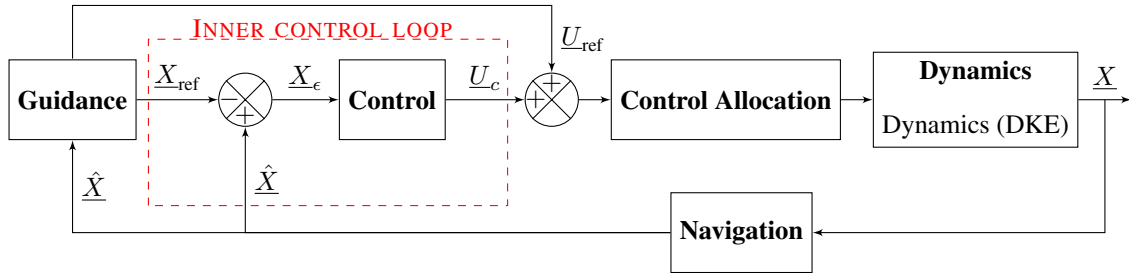 INNER CONTROL LOOP
U_ref
Guidance
X_ref
−
+
X_ϵ
Control
U_c
+
+
Control Allocation
Dynamics
Dynamics (DKE)
X
X̂
X̂
Navigation